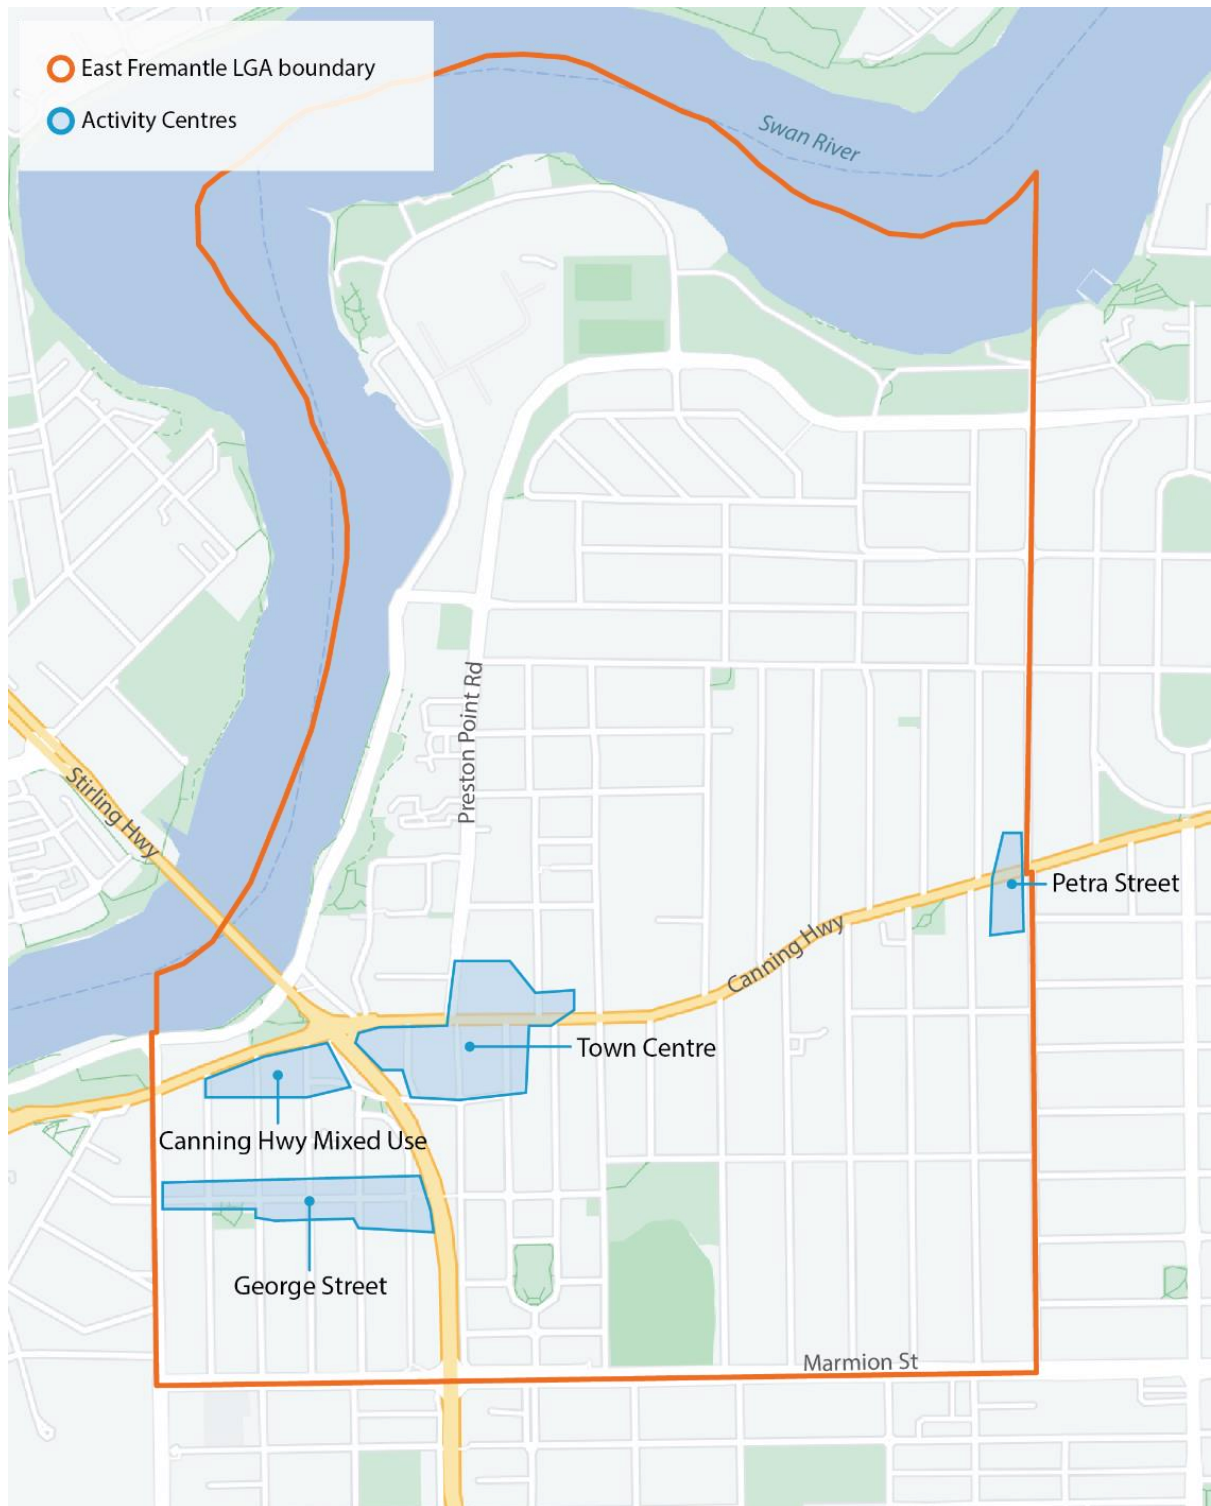 East Fremantle LGA boundary
Activity Centres
Swan River
Preston Point Rd
Stirling Hwy
Petra Street
Canning Hwy
Town Centre
Canning Hwy Mixed Use
George Street
Marmion St